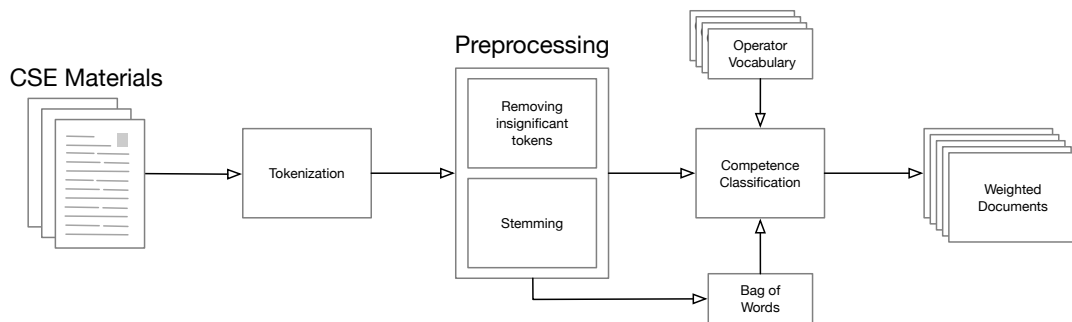 CSE Materials
Tokenization
Preprocessing
Removing
insignificant
tokens
Stemming
Operator
Vocabulary
Competence
Classification
Bag of
Words
Weighted
Documents